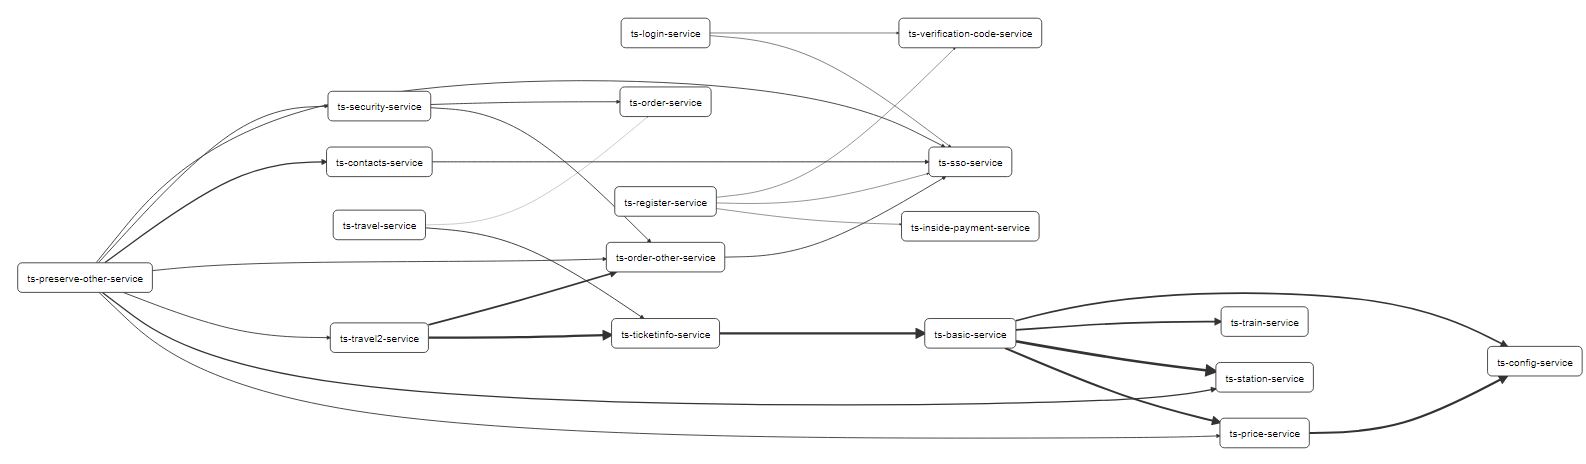 ts-login-service
ts-verification-code-service
ts-security-service
ts-order-service
ts-contacts-service
ts-sso-service
ts-register-service
ts-travel-service
ts-inside-payment-service
ts-order-other-service
ts-preserve-other-service
ts-travel2-service
ts-ticketinfo-service
ts-basic-service
ts-train-service
ts-config-service
ts-station-service
ts-price-service